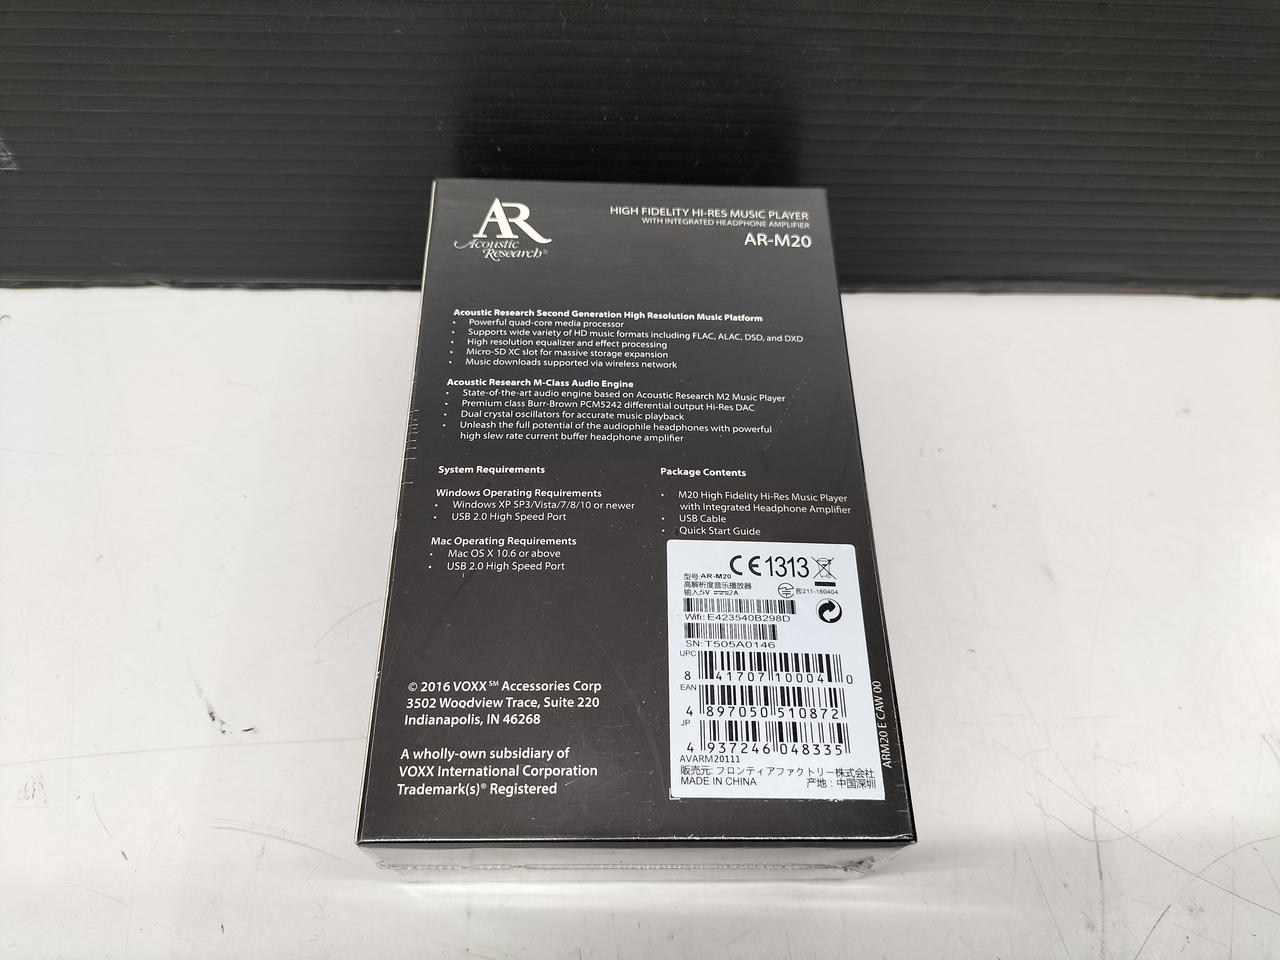 AR
Acoustic
Research®
HIGH FIDELITY HI-RES MUSIC PLAYER
WITH INTEGRATED HEADPHONE AMPLIFIER
AR-M20
Acoustic Research Second Generation High Resolution Music Platform
• Powerful quad-core media processor
• Supports wide variety of HD music formats including FLAC, ALAC, DSD, and DXD
• High resolution equalizer and effect processing
• Micro-SD XC slot for massive storage expansion
• Music downloads supported via wireless network
Acoustic Research M-Class Audio Engine
• State-of-the-art audio engine based on Acoustic Research M2 Music Player
• Premium class Burr-Brown PCM5242 differential output Hi-Res DAC
• Dual crystal oscillators for accurate music playback
• Unleash the full potential of the audiophile headphones with powerful
high slew rate current buffer headphone amplifier
System Requirements
Windows Operating Requirements
• Windows XP SP3/Vista/7/8/10 or newer
• USB 2.0 High Speed Port
Mac Operating Requirements
• Mac OS X 10.6 or above
• USB 2.0 High Speed Port
Package Contents
• M20 High Fidelity Hi-Res Music Player
with Integrated Headphone Amplifier
• USB Cable
• Quick Start Guide
CE1313
型号:AR-M20
高解析度音乐播放器
输入5V ⎓2A
211-160404
Wifi: E423540B298D
SN:T505A0146
UPC
8 41707 10004 0
EAN
4 897050 510872
JP
4 937246 048335
AVARM20111
販売元: フロンティアファクトリー株式会社
MADE IN CHINA 产地：中国深圳
ARM20 E CAW 00
© 2016 VOXX℠ Accessories Corp
3502 Woodview Trace, Suite 220
Indianapolis, IN 46268
A wholly-own subsidiary of
VOXX International Corporation
Trademark(s)® Registered